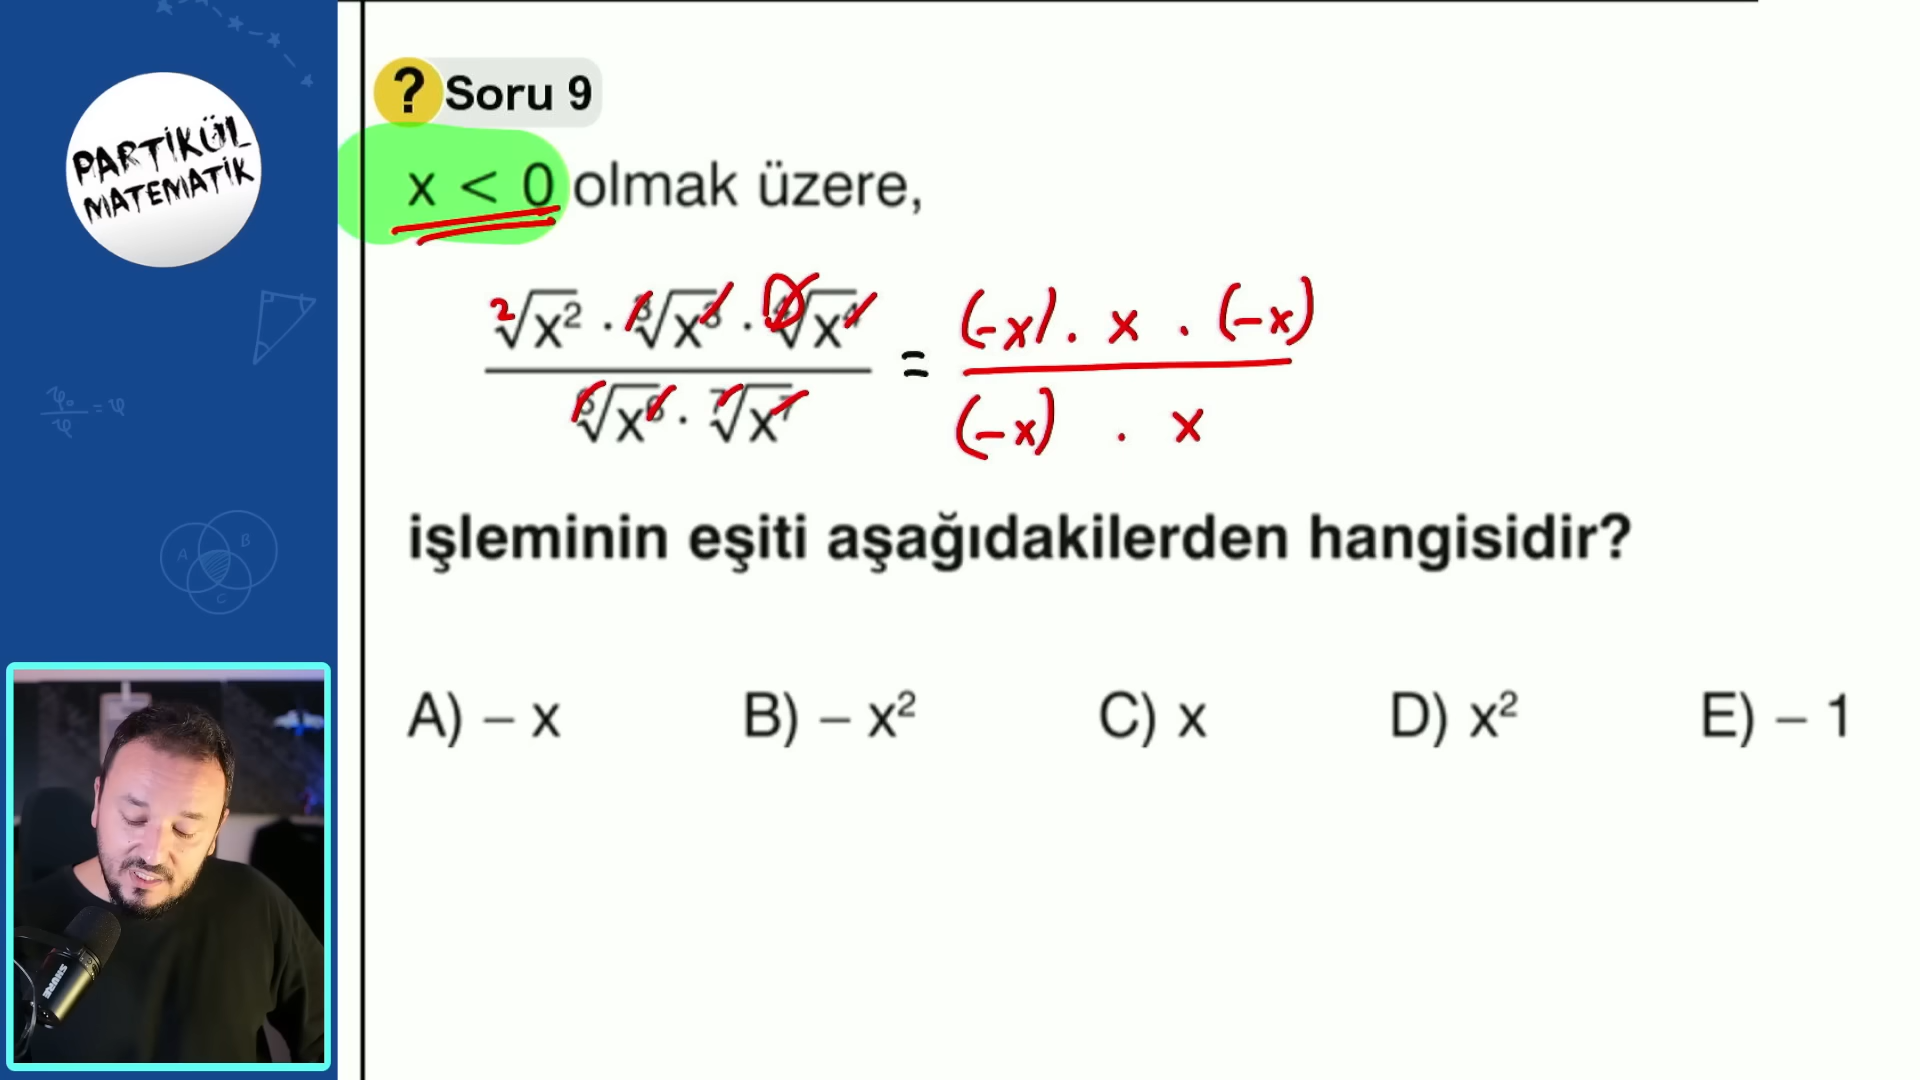 PARTİKÜL
MATEMATİK
? Soru 9
x < 0 olmak üzere,
²√x² · ³√x³ · ⁴√x⁴
⁶√x⁶ · ⁷√x⁷
=
(-x) . x . (-x)
(-x) . x
işleminin eşiti aşağıdakilerden hangisidir?
A) – x B) – x² C) x D) x² E) – 1
A B
C
SHURE